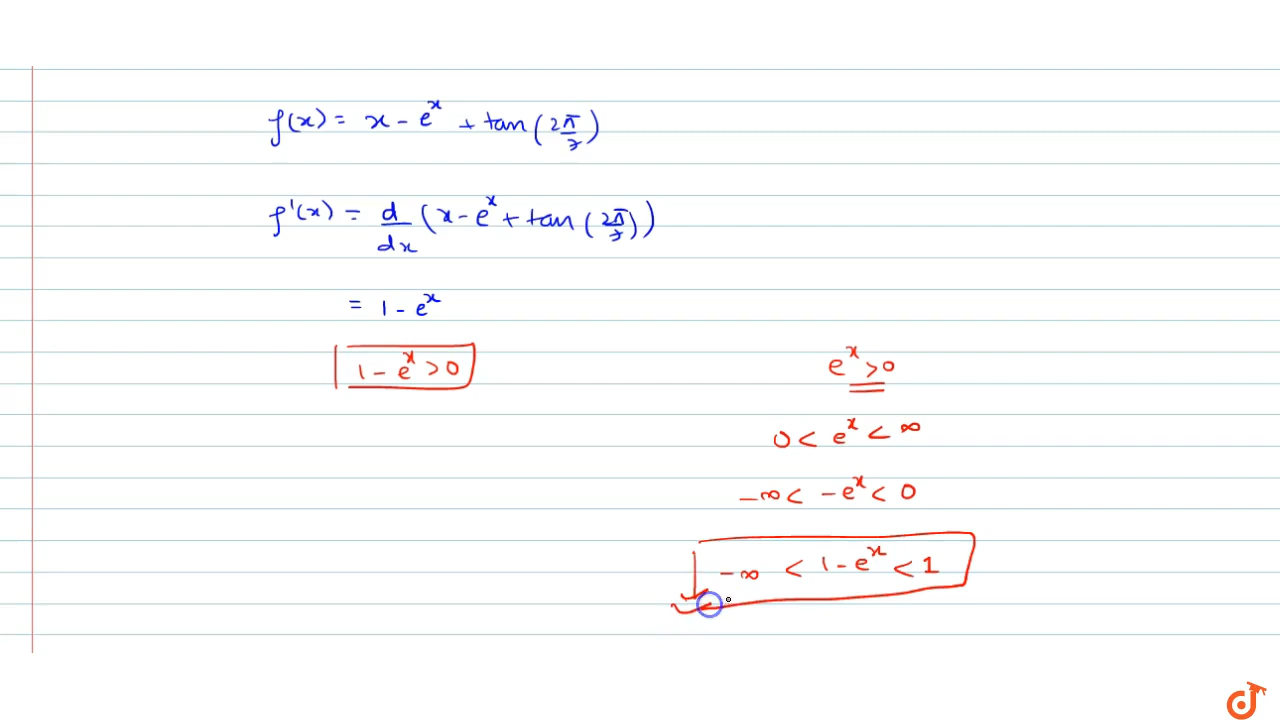 f(x) = x - e^x + tan(2π/7)
f'(x) = d/dx (x - e^x + tan(2π/7))
= 1 - e^x
1 - e^x > 0
e^x > 0
0 < e^x < ∞
-∞ < -e^x < 0
-∞ < 1 - e^x < 1